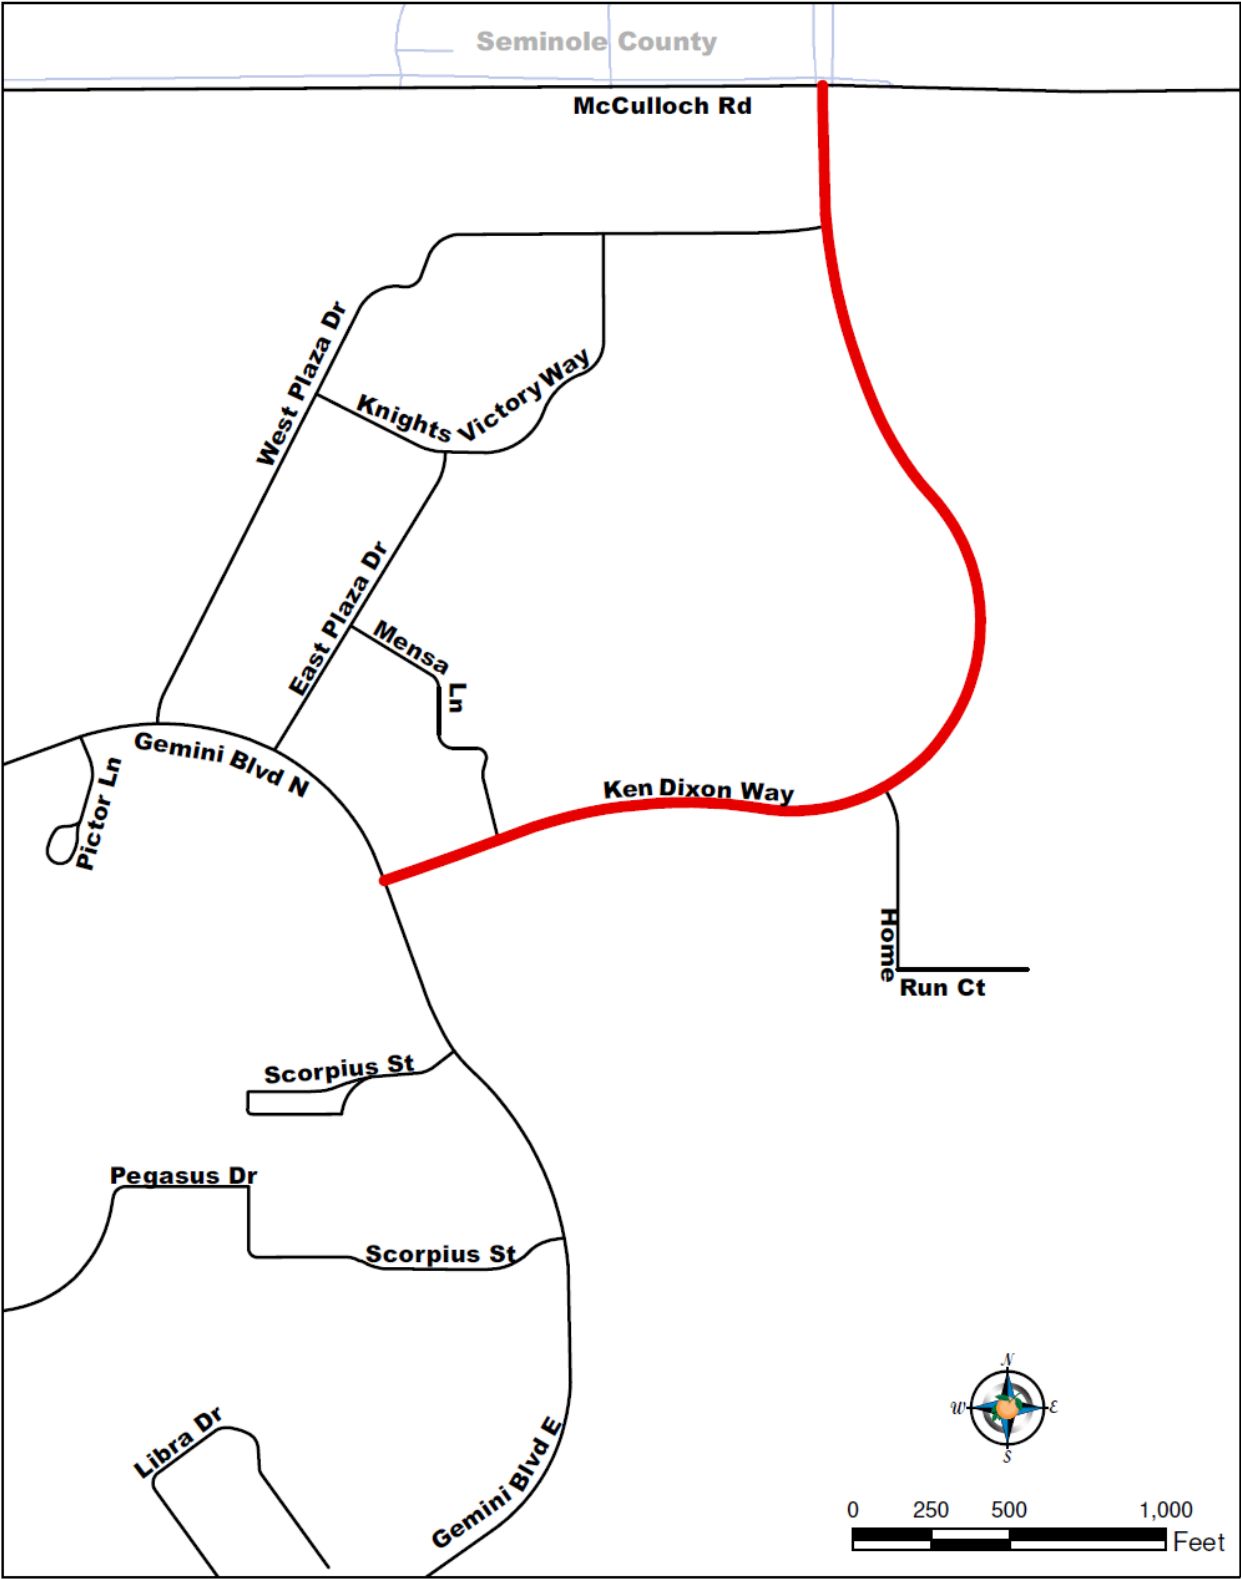 Seminole County
McCulloch Rd
West Plaza Dr
Knights Victory Way
East Plaza Dr
Mensa
Ln
Gemini Blvd N
Pictor Ln
Ken Dixon Way
Home
Run Ct
Scorpius St
Pegasus Dr
Scorpius St
Libra Dr
Gemini Blvd E
N
W E
S
0 250 500 1,000
Feet